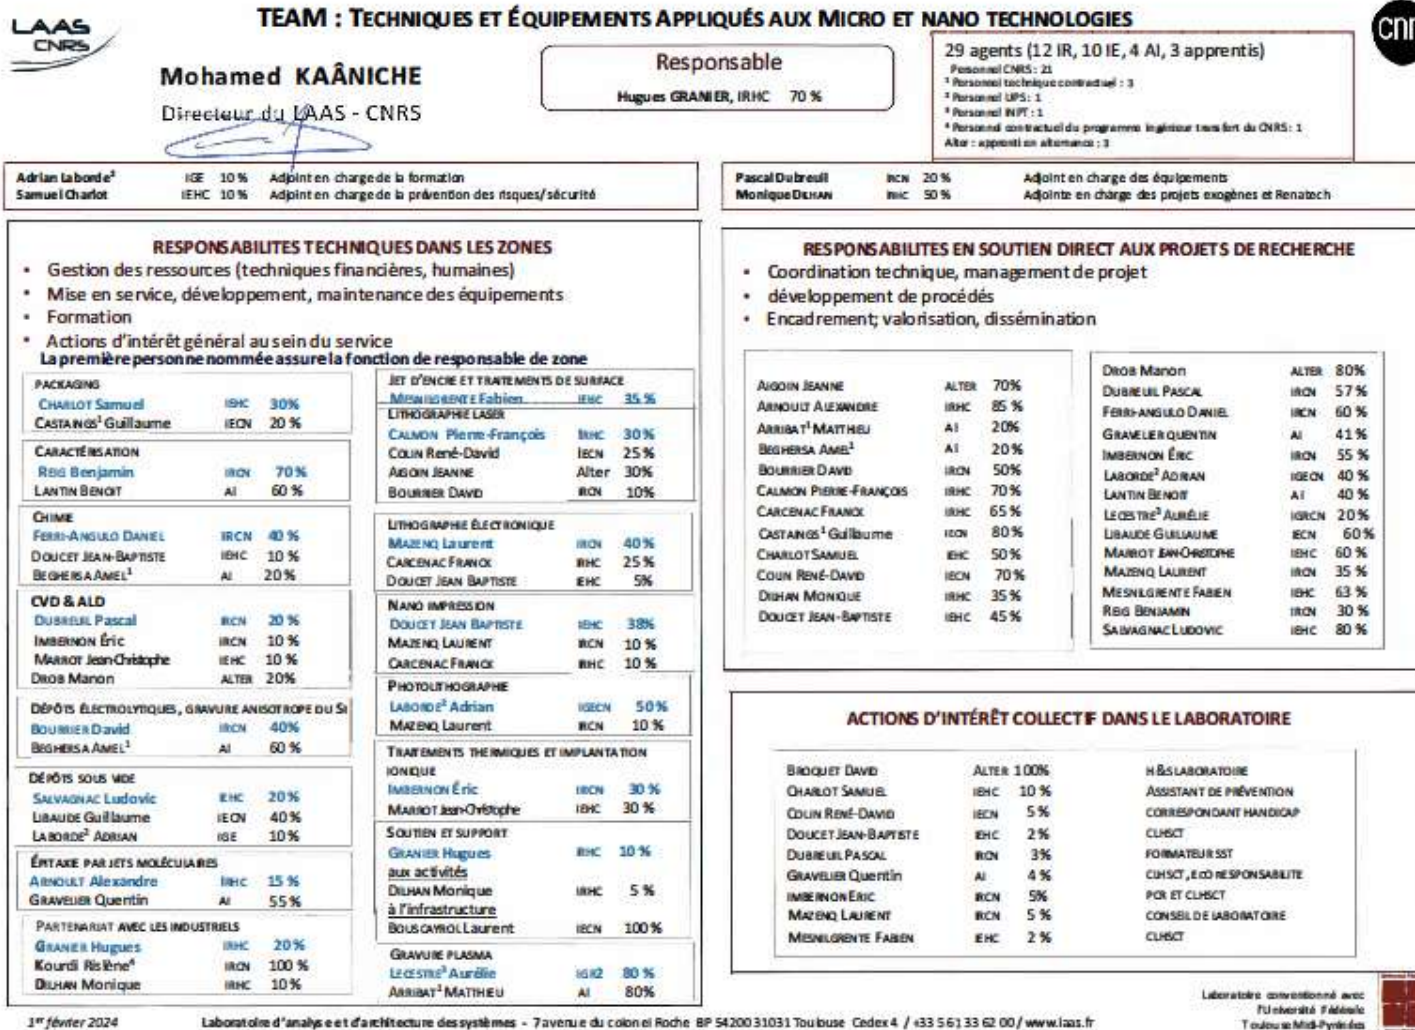 LAAS
CNRS
TEAM : TECHNIQUES ET ÉQUIPEMENTS APPLIQUÉS AUX MICRO ET NANO TECHNOLOGIES
cnr
Mohamed KAÂNICHE
Directeur du LAAS - CNRS
Responsable
Hugues GRANIER, IRHC 70 %
29 agents (12 IR, 10 IE, 4 AI, 3 apprentis)
Personnel CNRS : 21
¹ Personnel technique contractuel : 3
² Personnel UPS : 1
³ Personnel INPT : 1
⁴ Personnel contractuel du programme ingénieur transfert du CNRS : 1
Alter : apprenti en alternance : 3
Adrian Laborde² IGE 10 % Adjoint en charge de la formation
Samuel Charlot IEHC 10 % Adjoint en charge de la prévention des risques/sécurité
Pascal Dubreuil IRCN 20 % Adjoint en charge des équipements
Monique DILHAN IRHC 50 % Adjointe en charge des projets exogènes et Renatech
RESPONSABILITES TECHNIQUES DANS LES ZONES
• Gestion des ressources (techniques financières, humaines)
• Mise en service, développement, maintenance des équipements
• Formation
• Actions d'intérêt général au sein du service
La première personne nommée assure la fonction de responsable de zone
PACKAGING
CHARLOT Samuel IEHC 30%
CASTAINGS¹ Guillaume IECN 20 %
CARACTÉRISATION
REIG Benjamin IRCN 70%
LANTIN BENOIT AI 60 %
CHIMIE
FERRI-ANGULO DANIEL IRCN 40 %
DOUCET JEAN-BAPTISTE IEHC 10 %
BEGHERSA AMEL¹ AI 20%
CVD & ALD
DUBREUIL Pascal IRCN 20 %
IMBERNON Éric IRCN 10 %
MARROT Jean-Christophe IEHC 10 %
DROB Manon ALTER 20%
DÉPÔTS ÉLECTROLYTIQUES, GRAVURE ANISOTROPE DU SI
BOURRIER David IRCN 40%
BEGHERSA AMEL¹ AI 60 %
DÉPÔTS SOUS VIDE
SALVAGNAC Ludovic IEHC 20%
LIBAUDE Guillaume IECN 40%
LABORDE² ADRIAN IGE 10%
ÉPITAXIE PAR JETS MOLÉCULAIRES
ARNOULT Alexandre IRHC 15 %
GRAVELIER Quentin AI 55%
PARTENARIAT AVEC LES INDUSTRIELS
GRANIER Hugues IRHC 20%
Kourdi Rislène⁴ IRCN 100 %
DILHAN Monique IRHC 10%
JET D'ENCRE ET TRAITEMENTS DE SURFACE
MESNILGRENTE Fabien IEHC 35 %
LITHOGRAPHIE LASER
CALMON Pierre-François IRHC 30%
COLIN René-David IECN 25%
AIGOIN JEANNE Alter 30%
BOURRIER DAVID IRCN 10%
LITHOGRAPHIE ÉLECTRONIQUE
MAZENQ Laurent IRCN 40%
CARCENAC FRANCK IRHC 25%
DOUCET JEAN BAPTISTE IEHC 5%
NANO IMPRESSION
DOUCET JEAN BAPTISTE IEHC 38%
MAZENQ LAURENT IRCN 10 %
CARCENAC FRANCK IRHC 10 %
PHOTOLITHOGRAPHIE
LABORDE² Adrian IGECN 50%
MAZENQ Laurent IRCN 10 %
TRAITEMENTS THERMIQUES ET IMPLANTATION
IONIQUE
IMBERNON Éric IRCN 30 %
MARROT Jean-Christophe IEHC 30 %
SOUTIEN ET SUPPORT
GRANIER Hugues IRHC 10 %
aux activités
DILHAN Monique IRHC 5 %
à l'infrastructure
BOUSCAYROL Laurent IECN 100%
GRAVURE PLASMA
LECESTRE³ Aurélie IGR2 80 %
ARRIBAT¹ MATTHIEU AI 80%
RESPONSABILITES EN SOUTIEN DIRECT AUX PROJETS DE RECHERCHE
• Coordination technique, management de projet
• développement de procédés
• Encadrement; valorisation, dissémination
AIGOIN JEANNE ALTER 70%
ARNOULT ALEXANDRE IRHC 85 %
ARRIBAT¹ MATTHIEU AI 20%
BEGHERSA AMEL¹ AI 20%
BOURRIER DAVID IRCN 50%
CALMON PIERRE-FRANÇOIS IRHC 70%
CARCENAC FRANCK IRHC 65%
CASTAINGS¹ Guillaume IECN 80%
CHARLOT SAMUEL IEHC 50%
COLIN RENÉ-DAVID IECN 70%
DILHAN MONIQUE IRHC 35%
DOUCET JEAN-BAPTISTE IEHC 45%
DROB Manon ALTER 80%
DUBREUIL PASCAL IRCN 57%
FERRI-ANGULO DANIEL IRCN 60 %
GRAVELIER QUENTIN AI 41%
IMBERNON ÉRIC IRCN 55 %
LABORDE² ADRIAN IGECN 40 %
LANTIN BENOIT AI 40 %
LECESTRE³ AURÉLIE IGRCN 20%
LIBAUDE GUILLAUME IECN 60%
MARROT JEAN-CHRISTOPHE IEHC 60 %
MAZENQ LAURENT IRCN 35 %
MESNILGRENTE FABIEN IEHC 63 %
REIG BENJAMIN IRCN 30 %
SALVAGNAC LUDOVIC IEHC 80 %
ACTIONS D'INTÉRÊT COLLECTIF DANS LE LABORATOIRE
BROQUET DAVID ALTER 100% H&S LABORATOIRE
CHARLOT SAMUEL IEHC 10 % ASSISTANT DE PRÉVENTION
COLIN RENÉ-DAVID IECN 5 % CORRESPONDANT HANDICAP
DOUCET JEAN-BAPTISTE IEHC 2 % CLHSCT
DUBREUIL PASCAL IRCN 3% FORMATEUR SST
GRAVELIER Quentin AI 4 % CLHSCT, ECO RESPONSABILITE
IMBERNON ERIC IRCN 5% PCR ET CLHSCT
MAZENQ LAURENT IRCN 5 % CONSEIL DE LABORATOIRE
MESNILGRENTE FABIEN IEHC 2 % CLHSCT
Laboratoire conventionné avec
l'Université Fédérale
Toulouse Midi-Pyrénées
1er février 2024 Laboratoire d'analyse et d'architecture des systèmes - 7 avenue du colonel Roche BP 54200 31031 Toulouse Cedex 4 / +33 5 61 33 62 00 / www.laas.fr